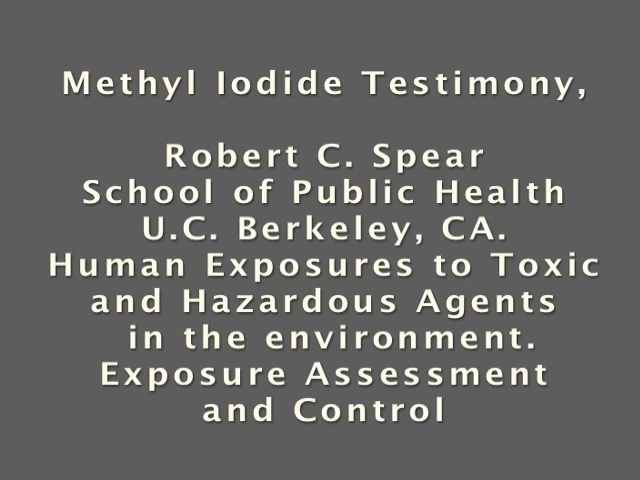 Methyl Iodide Testimony,
Robert C. Spear
School of Public Health
U.C. Berkeley, CA.
Human Exposures to Toxic
and Hazardous Agents
in the environment.
Exposure Assessment
and Control